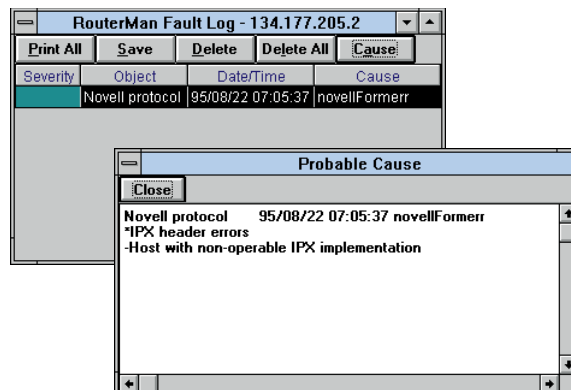 RouterMan Fault Log - 134.177.205.2
Print All Save Delete Delete All Cause
Severity Object Date/Time Cause
Novell protocol 95/08/22 07:05:37 novellFormerr
Probable Cause
Close
Novell protocol 95/08/22 07:05:37 novellFormerr
*IPX header errors
-Host with non-operable IPX implementation